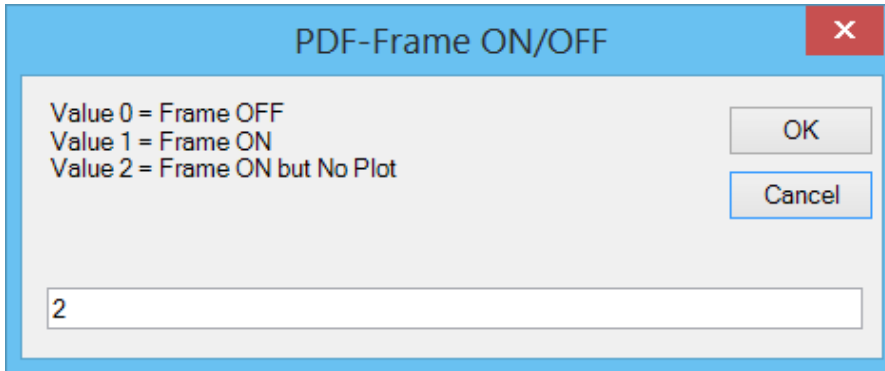 PDF-Frame ON/OFF
Value 0 = Frame OFF
Value 1 = Frame ON
Value 2 = Frame ON but No Plot
OK
Cancel
2